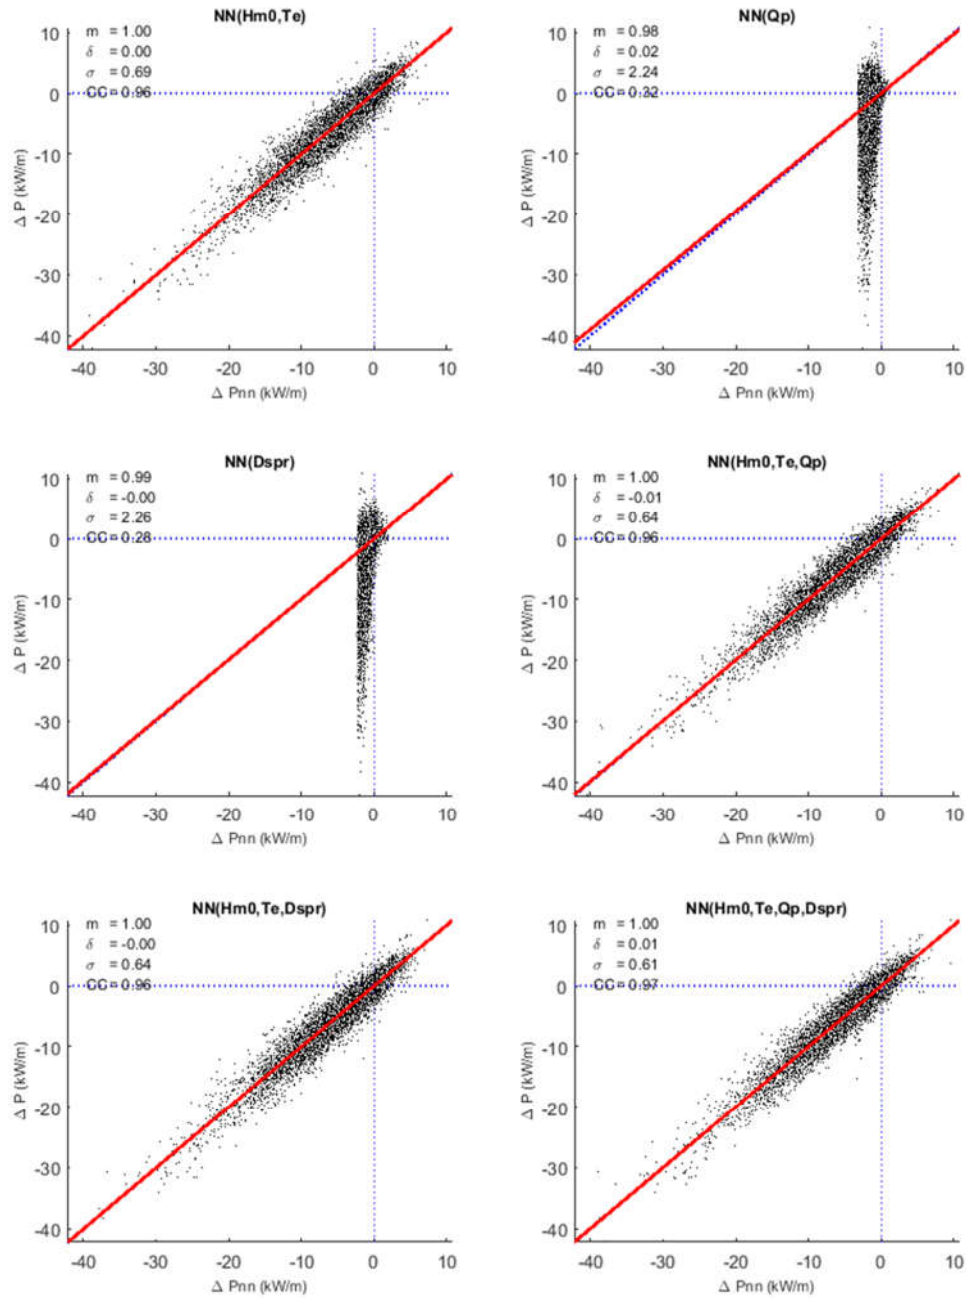 NN(Hm0,Te)
m = 1.00
δ = 0.00
σ = 0.69
CC = 0.96
10
0
-10
-20
-30
-40
Δ P (kW/m)
-40 -30 -20 -10 0 10
Δ Pnn (kW/m)
NN(Qp)
m = 0.98
δ = 0.02
σ = 2.24
CC = 0.32
10
0
-10
-20
-30
-40
Δ P (kW/m)
-40 -30 -20 -10 0 10
Δ Pnn (kW/m)
NN(Dspr)
m = 0.99
δ = -0.00
σ = 2.26
CC = 0.28
10
0
-10
-20
-30
-40
Δ P (kW/m)
-40 -30 -20 -10 0 10
Δ Pnn (kW/m)
NN(Hm0,Te,Qp)
m = 1.00
δ = -0.01
σ = 0.64
CC = 0.96
10
0
-10
-20
-30
-40
Δ P (kW/m)
-40 -30 -20 -10 0 10
Δ Pnn (kW/m)
NN(Hm0,Te,Dspr)
m = 1.00
δ = -0.00
σ = 0.64
CC = 0.96
10
0
-10
-20
-30
-40
Δ P (kW/m)
-40 -30 -20 -10 0 10
Δ Pnn (kW/m)
NN(Hm0,Te,Qp,Dspr)
m = 1.00
δ = 0.01
σ = 0.61
CC = 0.97
10
0
-10
-20
-30
-40
Δ P (kW/m)
-40 -30 -20 -10 0 10
Δ Pnn (kW/m)